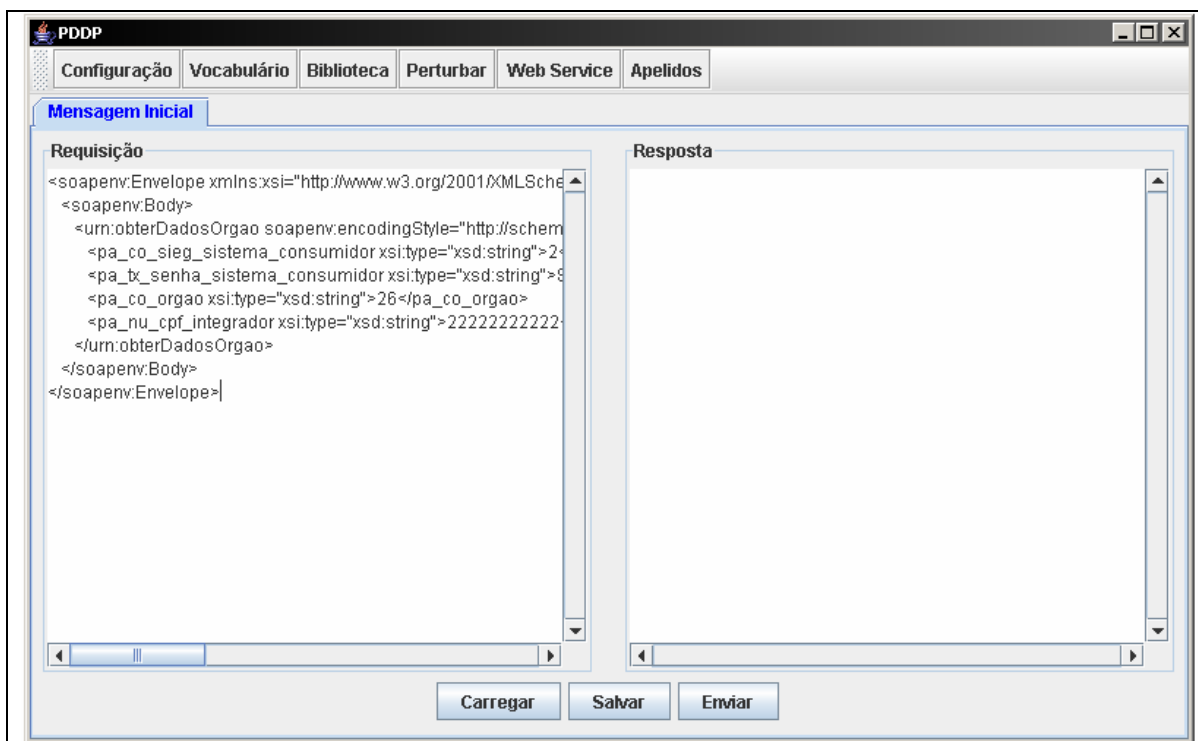 PDDP
Configuração Vocabulário Biblioteca Perturbar Web Service Apelidos
Mensagem Inicial
Requisição
<soapenv:Envelope xmlns:xsi="http://www.w3.org/2001/XMLSche
<soapenv:Body>
<urn:obterDadosOrgao soapenv:encodingStyle="http://schem
<pa_co_sieg_sistema_consumidor xsi:type="xsd:string">2<
<pa_tx_senha_sistema_consumidor xsi:type="xsd:string">
<pa_co_orgao xsi:type="xsd:string">26</pa_co_orgao>
<pa_nu_cpf_integrador xsi:type="xsd:string">22222222222<
</urn:obterDadosOrgao>
</soapenv:Body>
</soapenv:Envelope>
Resposta
Carregar Salvar Enviar